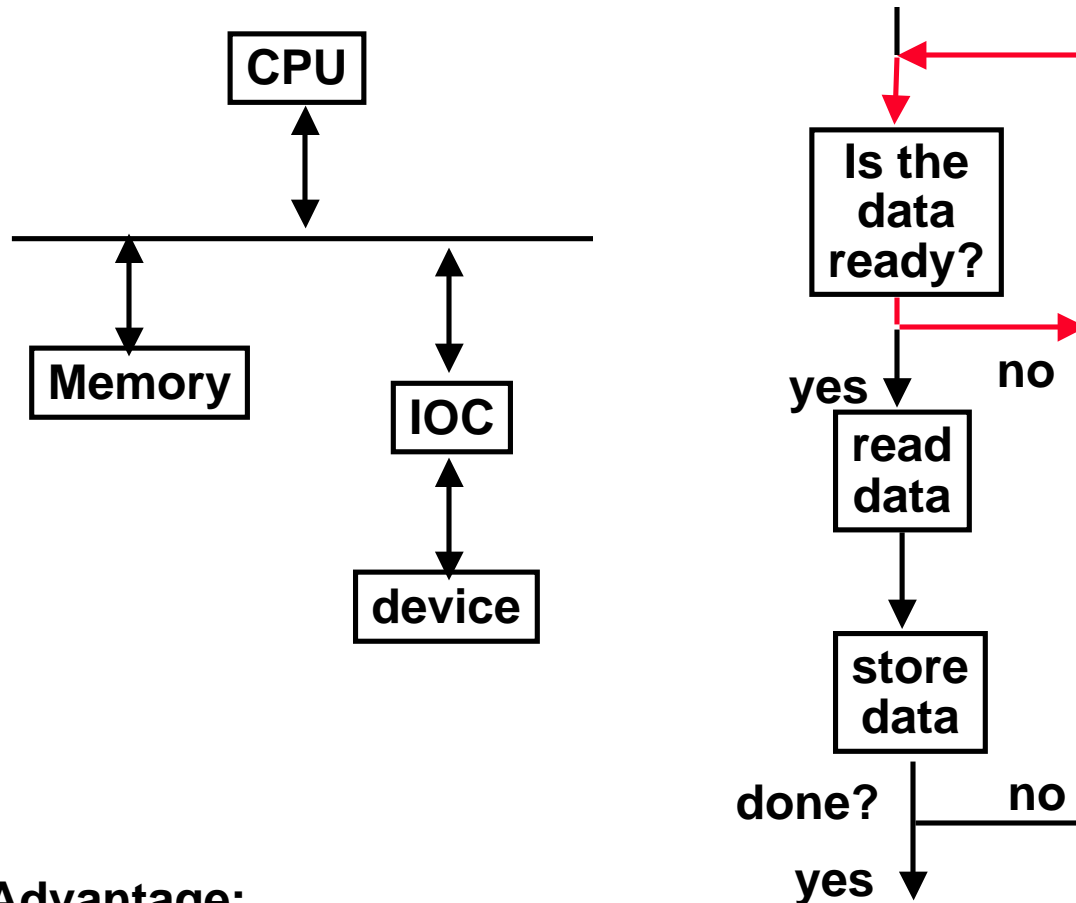 CPU
Memory
IOC
device
Is the
data
ready?
yes
no
read
data
store
data
done?
no
yes
Advantage: